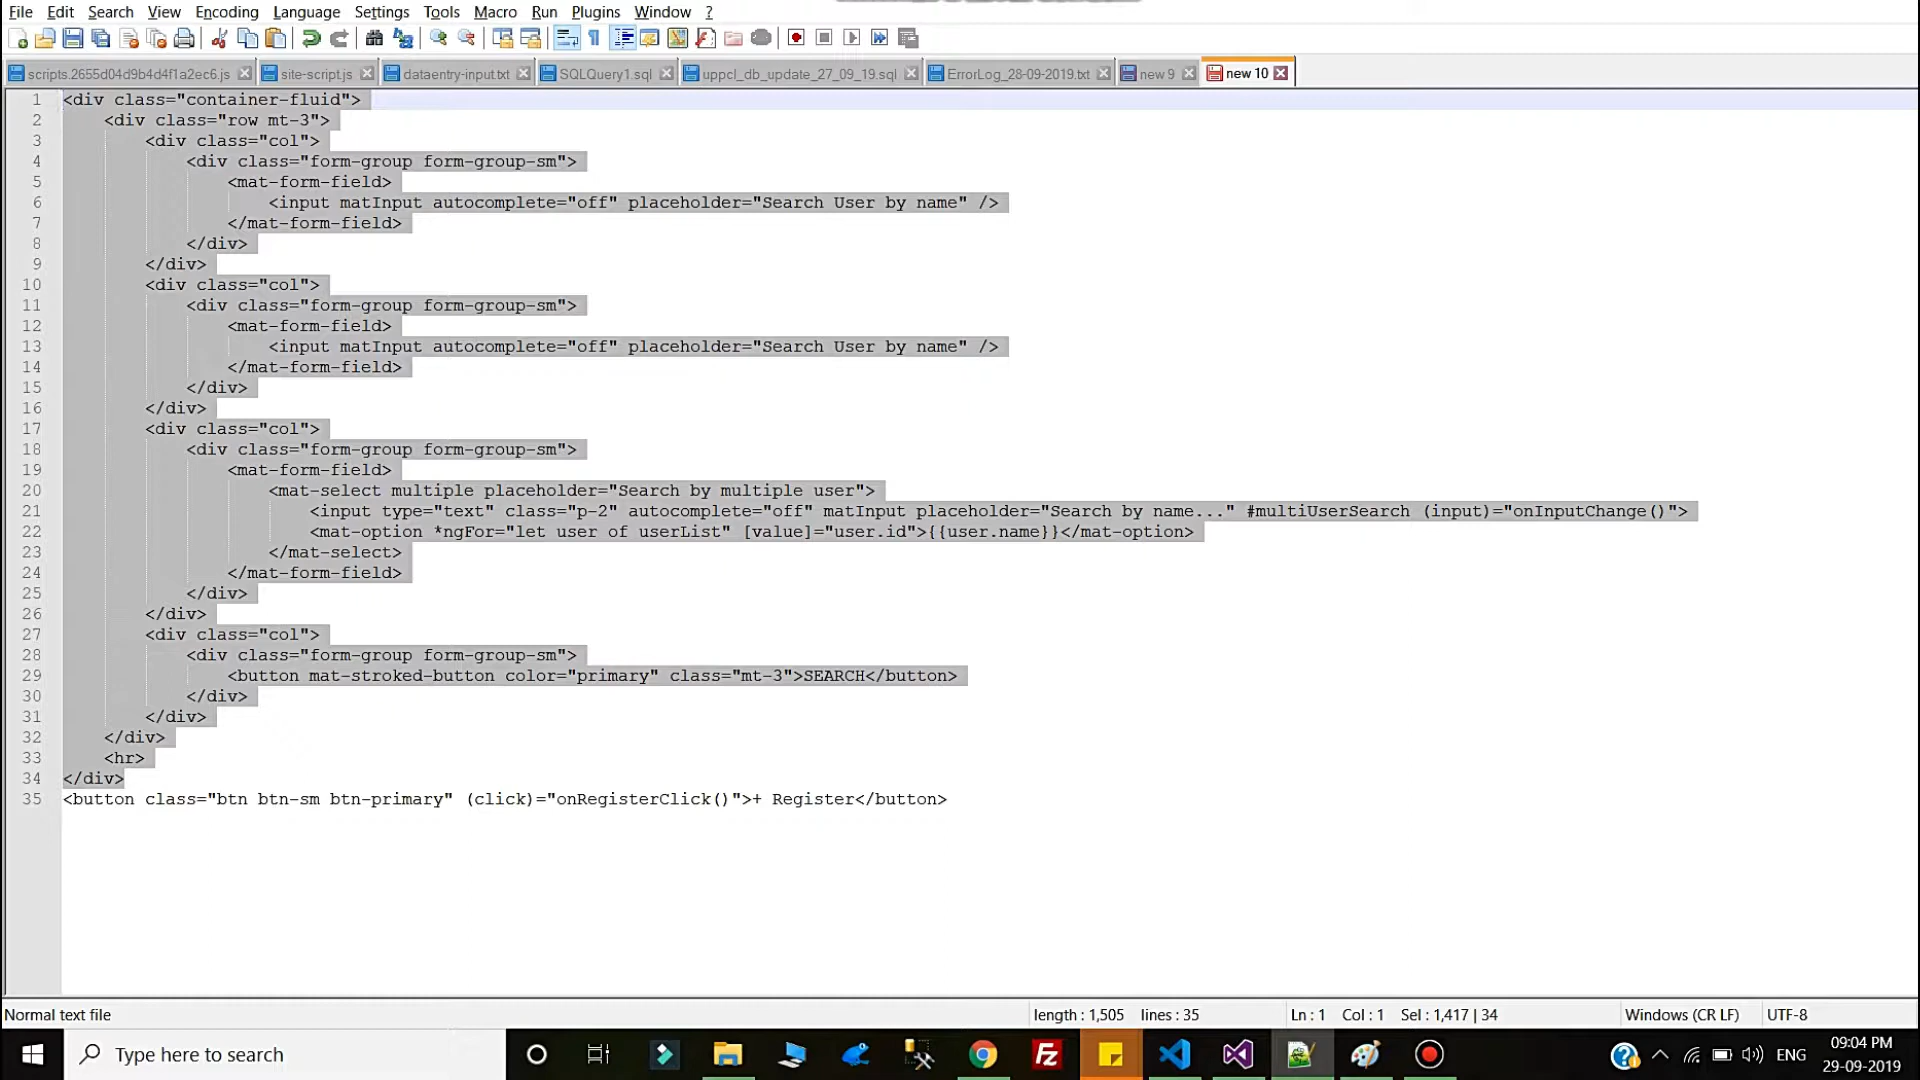 File Edit Search View Encoding Language Settings Tools Macro Run Plugins Window ?
scripts.2655d04d9b4d4f1a2ec6.js site-script.js dataentry-input.txt SQLQuery1.sql uppcl_db_update_27_09_19.sql ErrorLog_28-09-2019.txt new 9 new 10
1 <div class="container-fluid">
2 <div class="row mt-3">
3 <div class="col">
4 <div class="form-group form-group-sm">
5 <mat-form-field>
6 <input matInput autocomplete="off" placeholder="Search User by name" />
7 </mat-form-field>
8 </div>
9 </div>
10 <div class="col">
11 <div class="form-group form-group-sm">
12 <mat-form-field>
13 <input matInput autocomplete="off" placeholder="Search User by name" />
14 </mat-form-field>
15 </div>
16 </div>
17 <div class="col">
18 <div class="form-group form-group-sm">
19 <mat-form-field>
20 <mat-select multiple placeholder="Search by multiple user">
21 <input type="text" class="p-2" autocomplete="off" matInput placeholder="Search by name..." #multiUserSearch (input)="onInputChange()">
22 <mat-option *ngFor="let user of userList" [value]="user.id">{{user.name}}</mat-option>
23 </mat-select>
24 </mat-form-field>
25 </div>
26 </div>
27 <div class="col">
28 <div class="form-group form-group-sm">
29 <button mat-stroked-button color="primary" class="mt-3">SEARCH</button>
30 </div>
31 </div>
32 </div>
33 <hr>
34 </div>
35 <button class="btn btn-sm btn-primary" (click)="onRegisterClick()">+ Register</button>
Normal text file length : 1,505 lines : 35 Ln : 1 Col : 1 Sel : 1,417 | 34 Windows (CR LF) UTF-8
Type here to search ENG 09:04 PM
29-09-2019